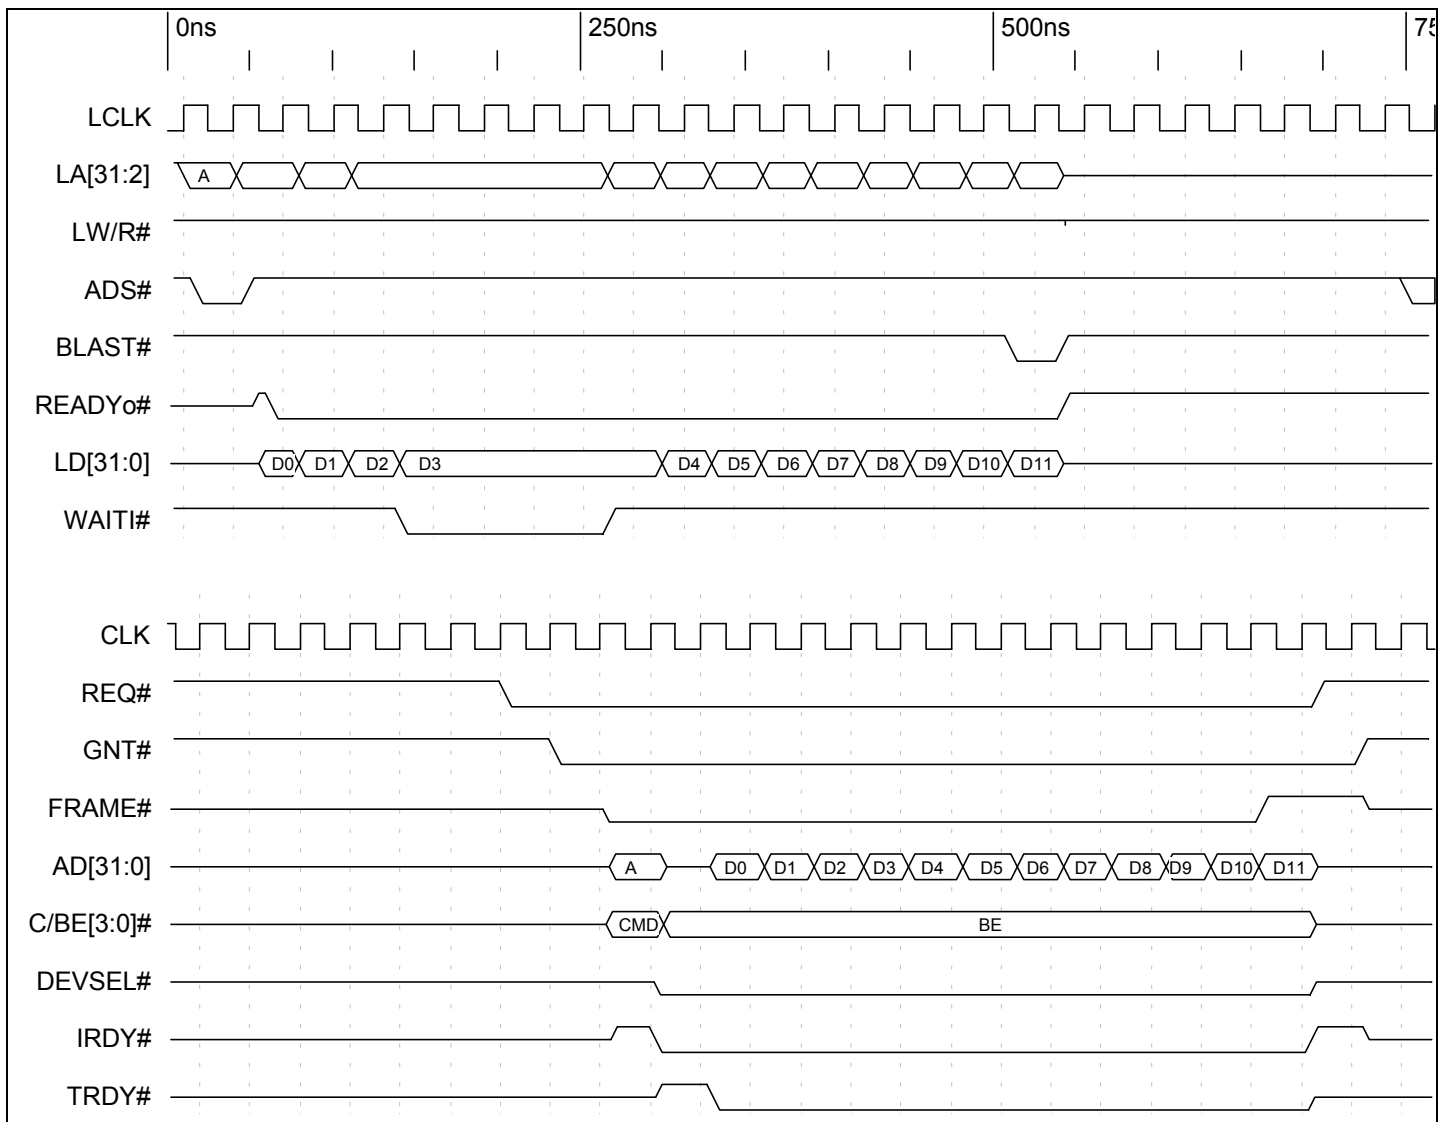 0ns 250ns 500ns 75
LCLK
LA[31:2] A
LW/R#
ADS#
BLAST#
READYo#
LD[31:0] D0 D1 D2 D3 D4 D5 D6 D7 D8 D9 D10 D11
WAITI#
CLK
REQ#
GNT#
FRAME#
AD[31:0] A D0 D1 D2 D3 D4 D5 D6 D7 D8 D9 D10 D11
C/BE[3:0]# CMD BE
DEVSEL#
IRDY#
TRDY#